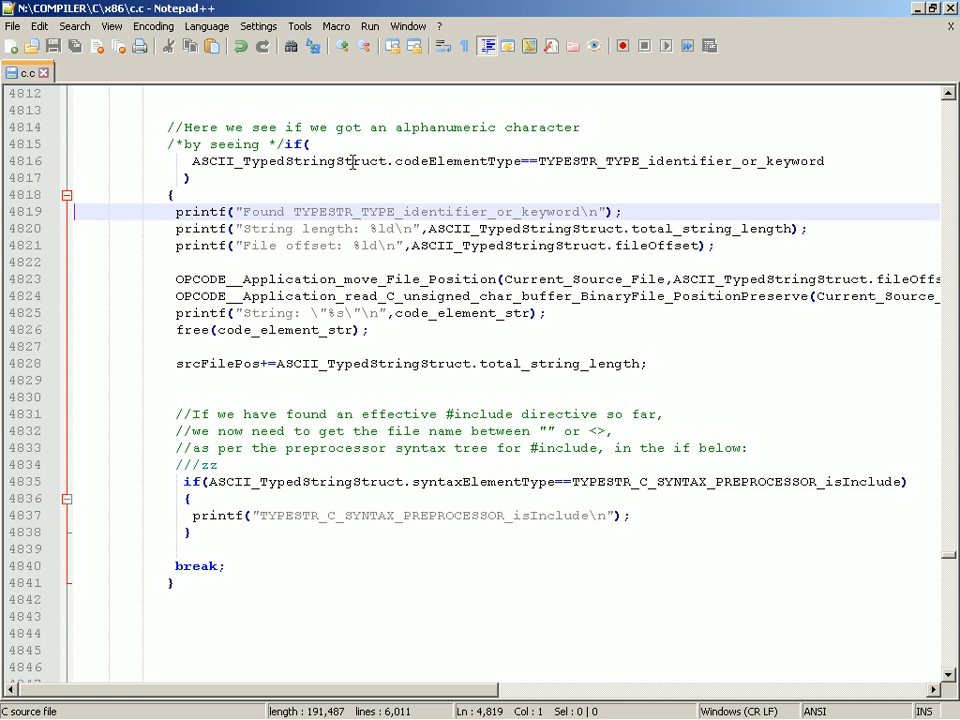 N:\COMPILER\C\x86\c.c - Notepad++
File Edit Search View Encoding Language Settings Tools Macro Run Window ? X
c.c
4812
4813
4814 //Here we see if we got an alphanumeric character
4815 /*by seeing */if(
4816 ASCII_TypedStringStruct.codeElementType==TYPESTR_TYPE_identifier_or_keyword
4817 )
4818 {
4819 printf("Found TYPESTR_TYPE_identifier_or_keyword\n");
4820 printf("String length: %ld\n",ASCII_TypedStringStruct.total_string_length);
4821 printf("File offset: %ld\n",ASCII_TypedStringStruct.fileOffset);
4822
4823 OPCODE__Application_move_File_Position(Current_Source_File,ASCII_TypedStringStruct.fileOffs
4824 OPCODE__Application_read_C_unsigned_char_buffer_BinaryFile_PositionPreserve(Current_Source_
4825 printf("String: \"%s\"\n",code_element_str);
4826 free(code_element_str);
4827
4828 srcFilePos+=ASCII_TypedStringStruct.total_string_length;
4829
4830
4831 //If we have found an effective #include directive so far,
4832 //we now need to get the file name between "" or <>,
4833 //as per the preprocessor syntax tree for #include, in the if below:
4834 ///zz
4835 if(ASCII_TypedStringStruct.syntaxElementType==TYPESTR_C_SYNTAX_PREPROCESSOR_isInclude)
4836 {
4837 printf("TYPESTR_C_SYNTAX_PREPROCESSOR_isInclude\n");
4838 }
4839
4840 break;
4841 }
4842
4843
4844
4845
4846
C source file length : 191,487 lines : 6,011 Ln : 4,819 Col : 1 Sel : 0 | 0 Windows (CR LF) ANSI INS